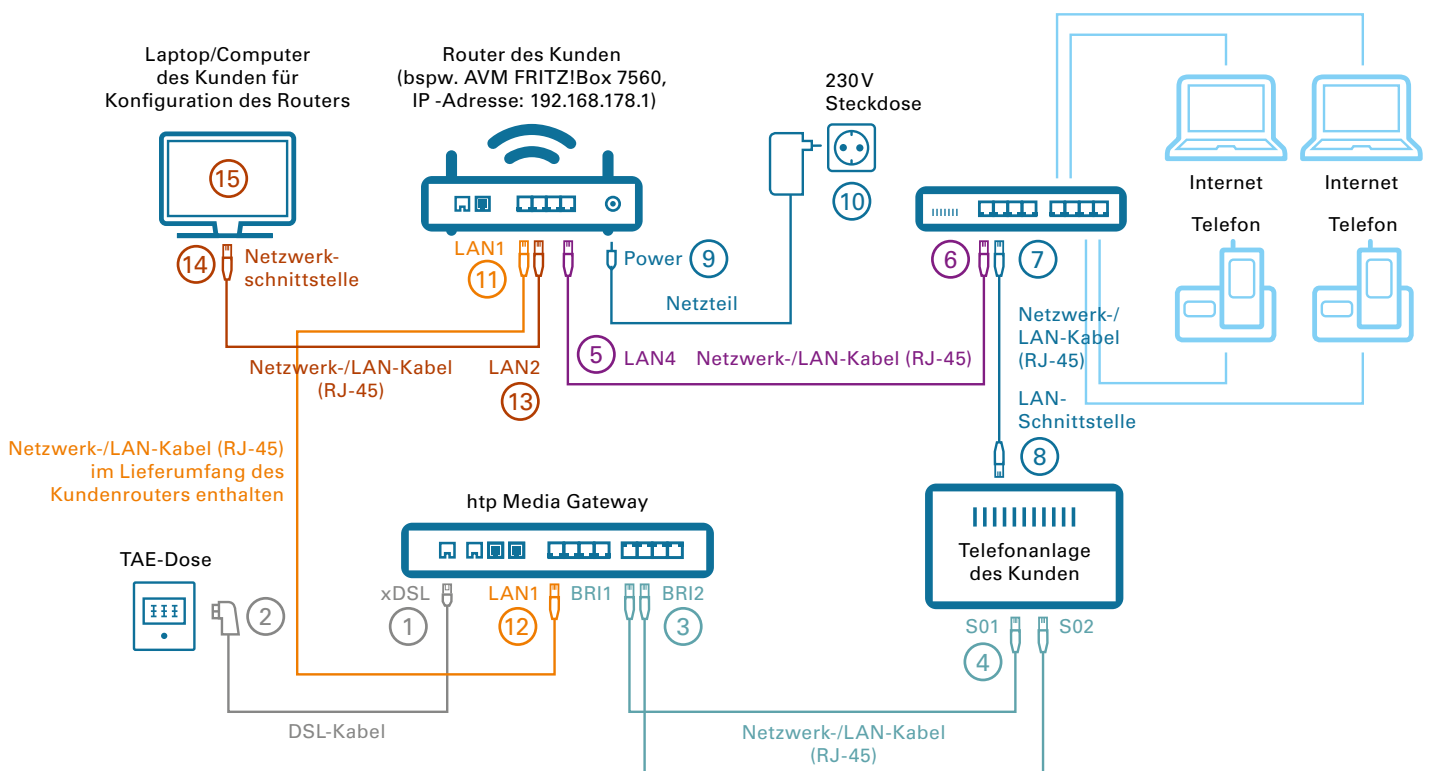 Laptop/Computer
des Kunden für
Konfiguration des Routers
Router des Kunden
(bspw. AVM FRITZ!Box 7560,
IP -Adresse: 192.168.178.1)
230 V
Steckdose
15
10
Internet
Internet
Telefon
Telefon
14
Netzwerk-
schnittstelle
LAN1
11
Power
9
Netzteil
6
7
Netzwerk-/
LAN-Kabel
(RJ-45)
Netzwerk-/LAN-Kabel
(RJ-45)
LAN2
13
5
LAN4
Netzwerk-/LAN-Kabel (RJ-45)
LAN-
Schnittstelle
8
Netzwerk-/LAN-Kabel (RJ-45)
im Lieferumfang des
Kundenrouters enthalten
htp Media Gateway
Telefonanlage
des Kunden
TAE-Dose
2
xDSL
1
LAN1
12
BRI1
BRI2
3
S01
S02
4
DSL-Kabel
Netzwerk-/LAN-Kabel
(RJ-45)